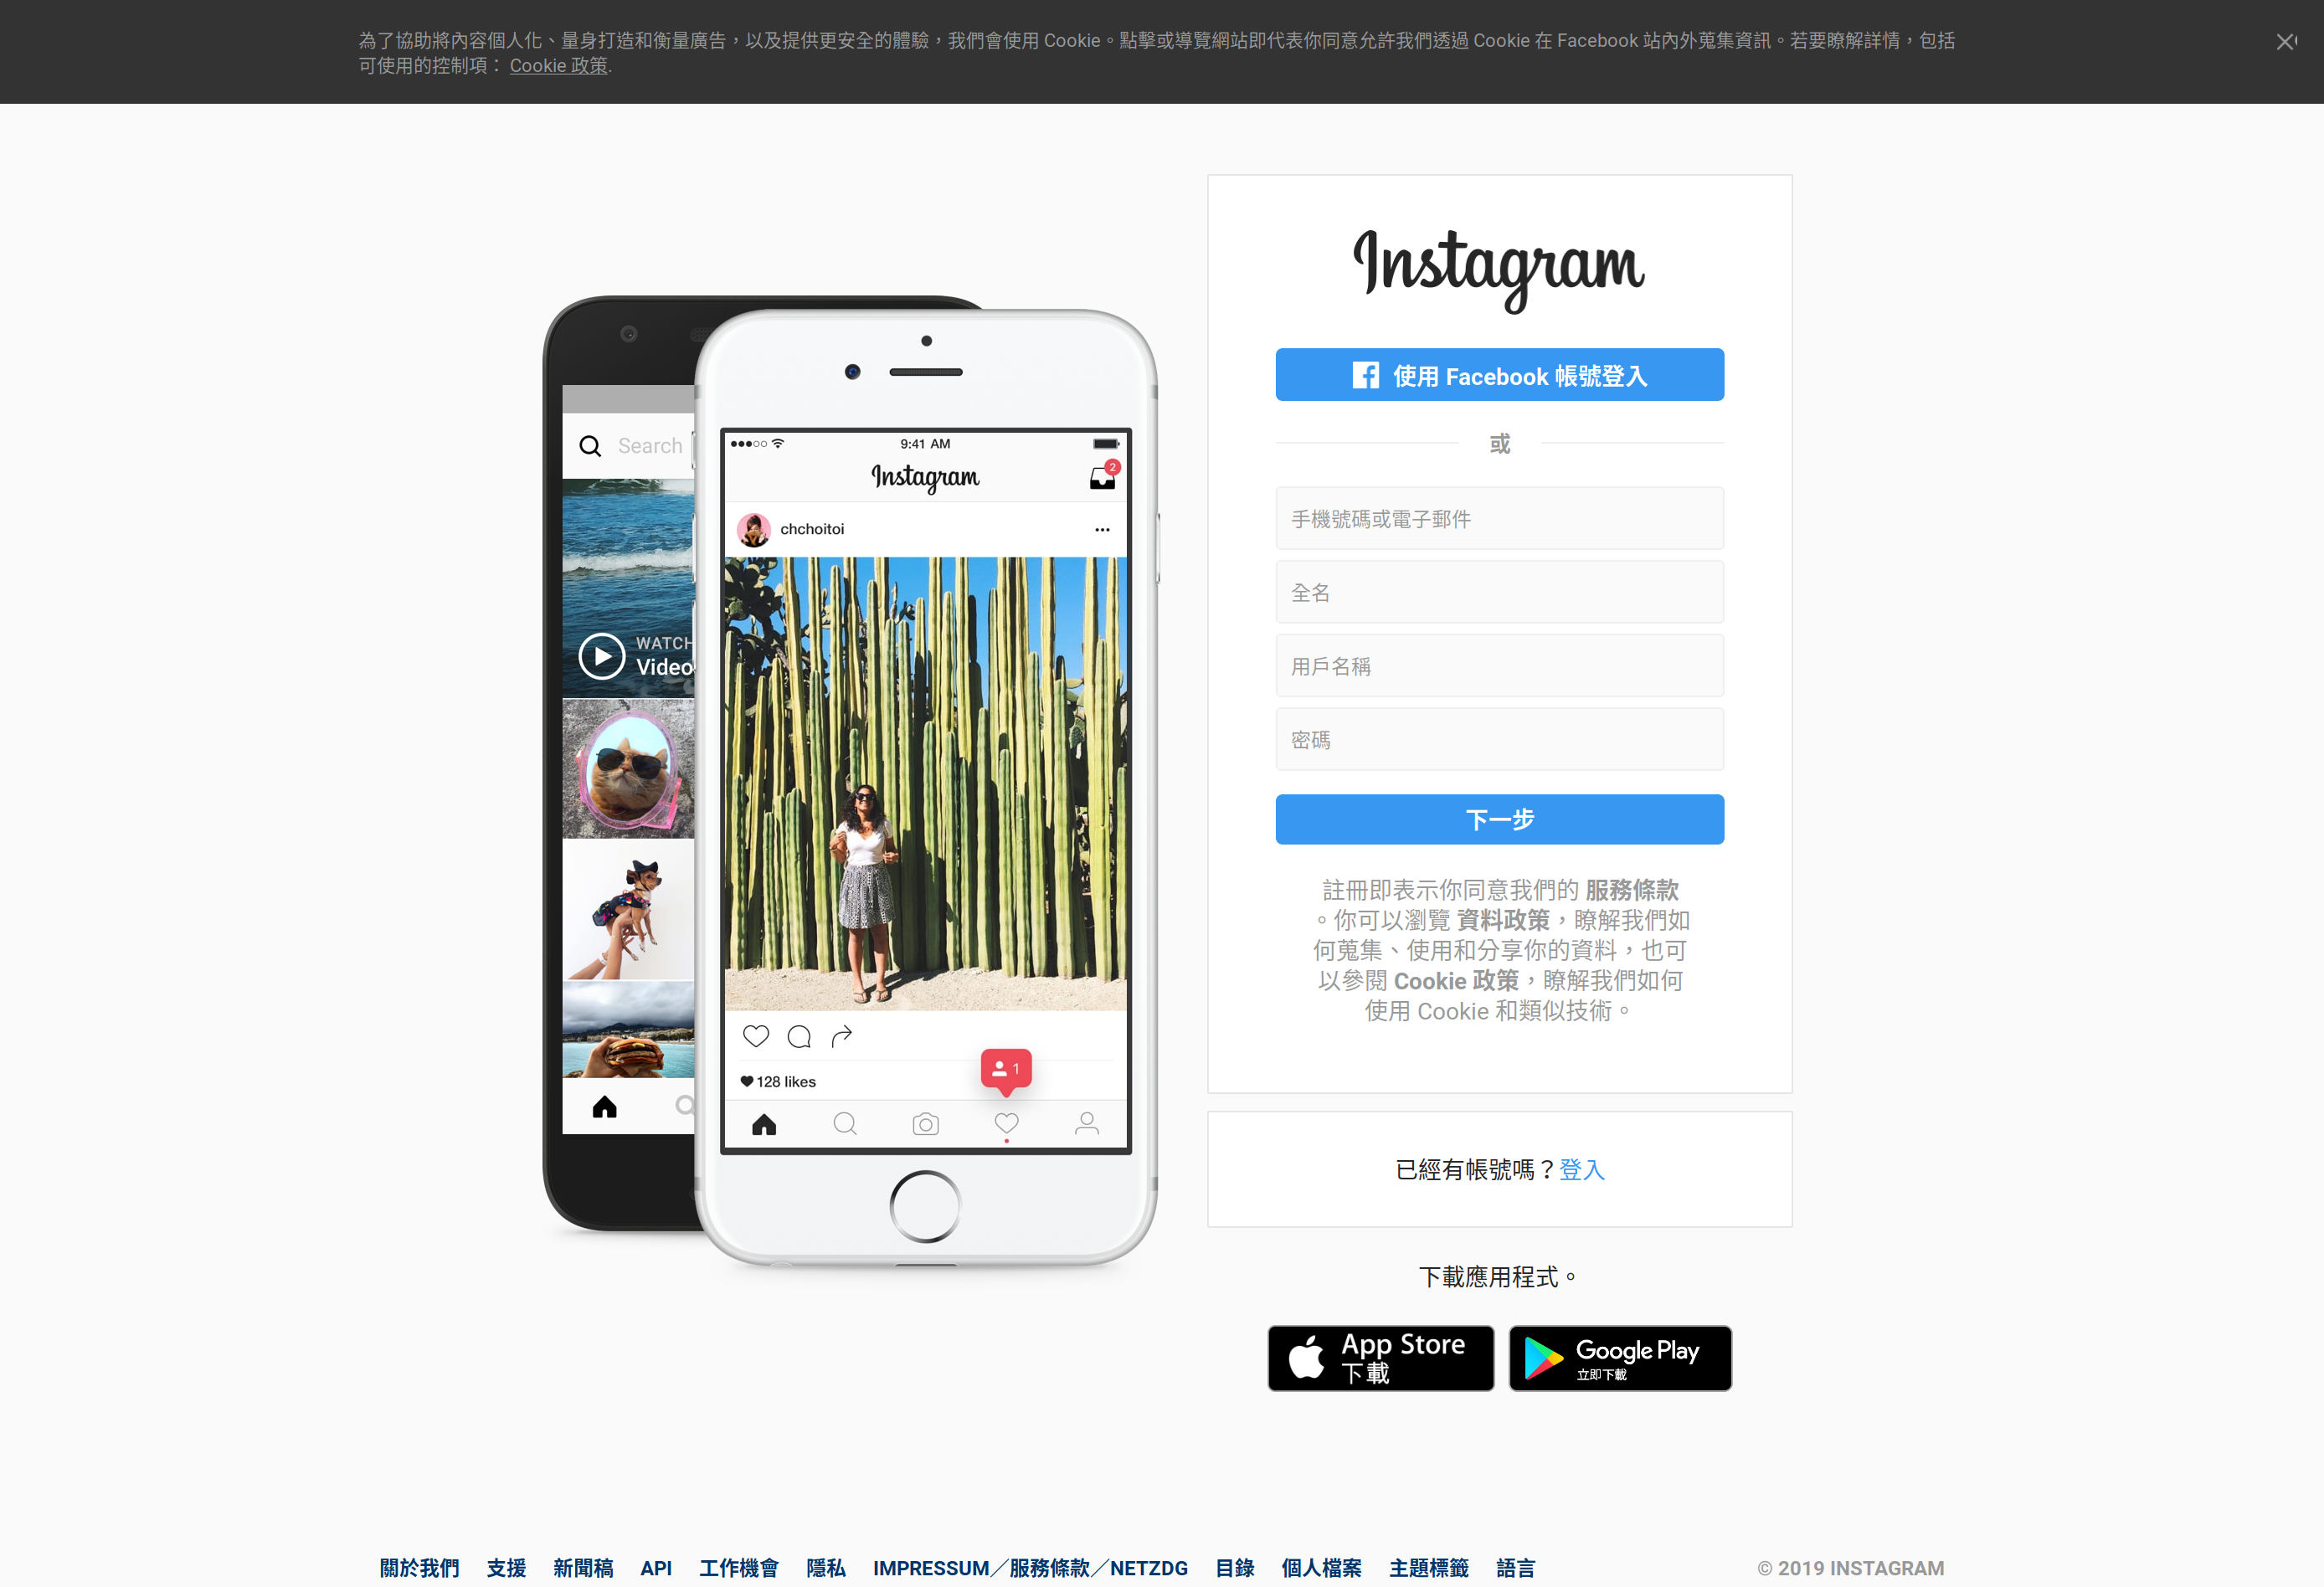 為了協助將內容個人化、量身打造和衡量廣告，以及提供更安全的體驗，我們會使用 Cookie。點擊或導覽網站即代表你同意允許我們透過 Cookie 在 Facebook 站內外蒐集資訊。若要瞭解詳情，包括
可使用的控制項： Cookie 政策.
Instagram
使用 Facebook 帳號登入
或
手機號碼或電子郵件
全名
用戶名稱
密碼
下一步
註冊即表示你同意我們的 服務條款
。你可以瀏覽 資料政策，瞭解我們如
何蒐集、使用和分享你的資料，也可
以參閱 Cookie 政策，瞭解我們如何
使用 Cookie 和類似技術。
已經有帳號嗎？登入
下載應用程式。
App Store
下載
Google Play
立即下載
Search
WATCH
Video
9:41 AM
Instagram
2
chchoitoi
128 likes
1
關於我們 支援 新聞稿 API 工作機會 隱私 IMPRESSUM／服務條款／NETZDG 目錄 個人檔案 主題標籤 語言 © 2019 INSTAGRAM